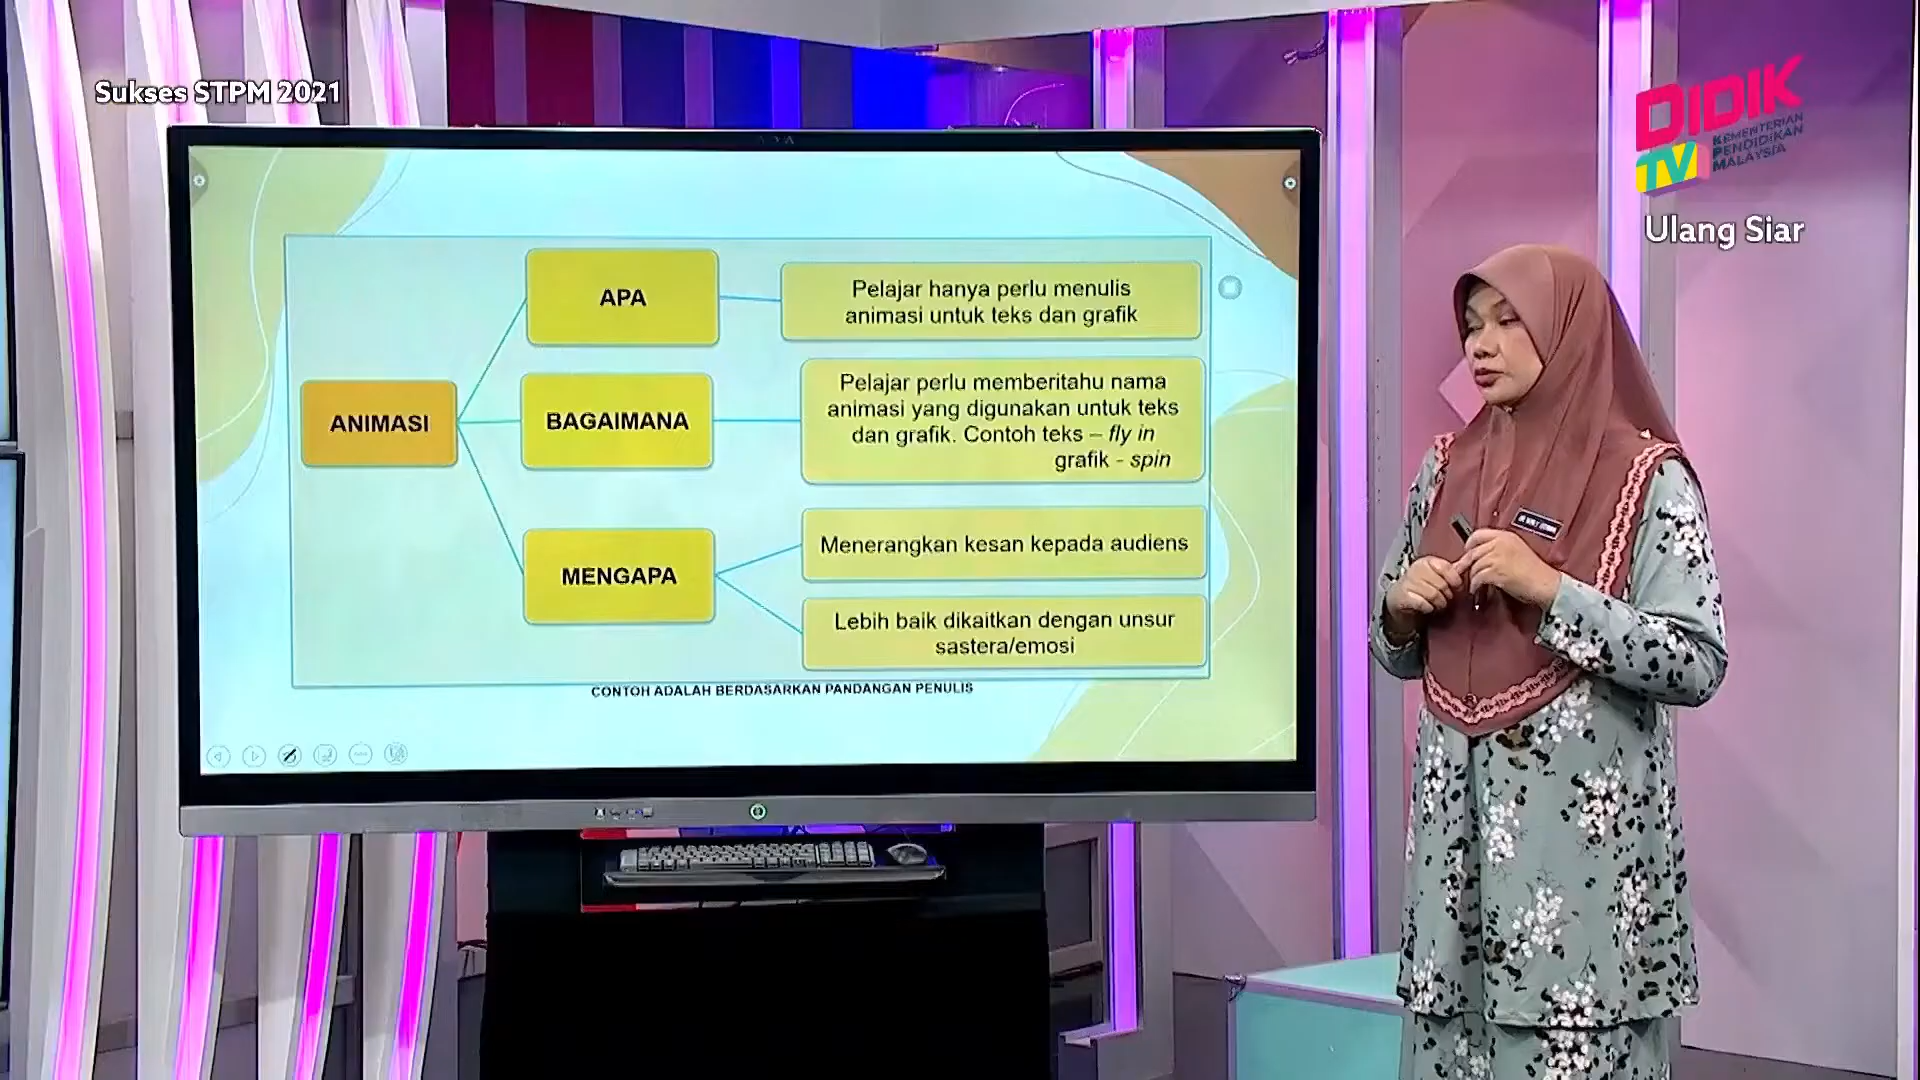 Sukses STPM 2021
DIDIK
TV
KEMENTERIAN
PENDIDIKAN
MALAYSIA
Ulang Siar
ANIMASI
APA
Pelajar hanya perlu menulis
animasi untuk teks dan grafik
BAGAIMANA
Pelajar perlu memberitahu nama
animasi yang digunakan untuk teks
dan grafik. Contoh teks – fly in
grafik - spin
MENGAPA
Menerangkan kesan kepada audiens
Lebih baik dikaitkan dengan unsur
sastera/emosi
CONTOH ADALAH BERDASARKAN PANDANGAN PENULIS